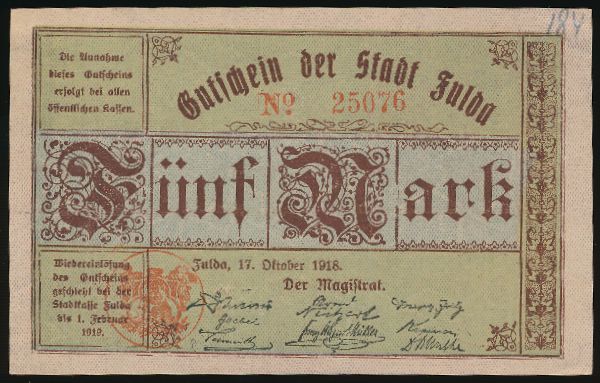 184
Die Annahme
dieses Gutscheins
erfolgt bei allen
öffentlichen Kassen.
Gutschein der Stadt Fulda
No. 25076
Fünf Mark
Wiedereinlösung
des Gutscheins
geschieht bei der
Stadtkasse Fulda
bis 1. Februar
1919.
Fulda, 17. Oktober 1918.
Der Magistrat.